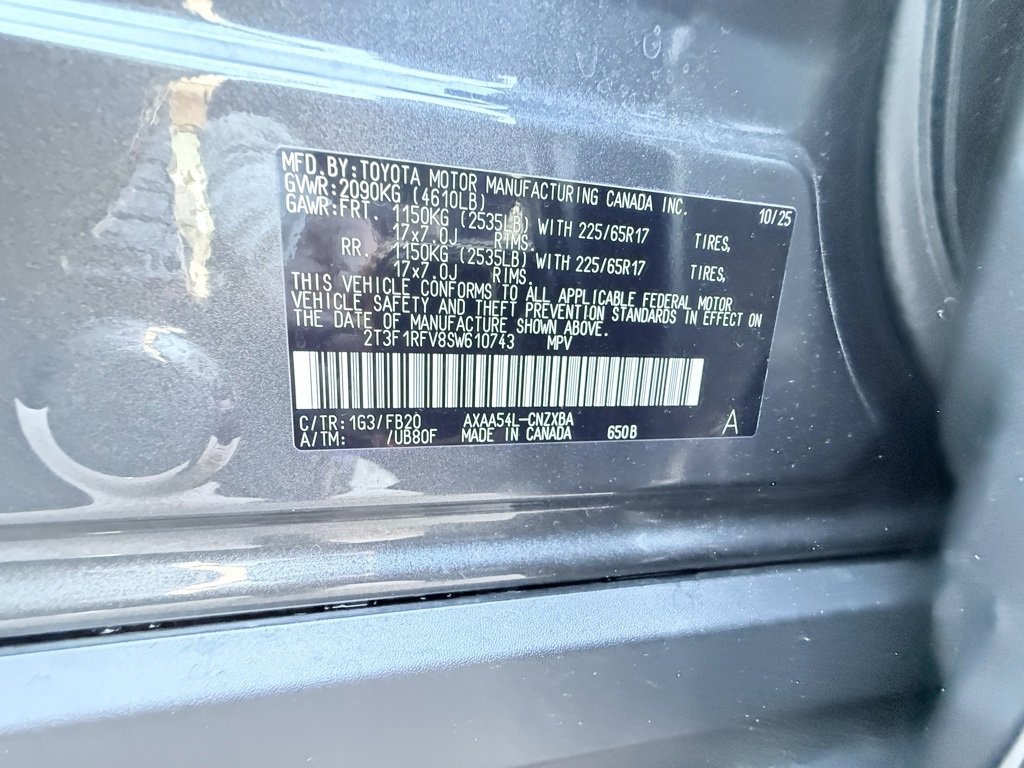 MFD.BY:TOYOTA MOTOR MANUFACTURING CANADA INC. 10/25
GVWR:2090KG (4610LB)
GAWR:FRT. 1150KG (2535LB) WITH 225/65R17 TIRES,
17x7.0J RIMS.
RR. 1150KG (2535LB) WITH 225/65R17 TIRES,
17x7.0J RIMS.
THIS VEHICLE CONFORMS TO ALL APPLICABLE FEDERAL MOTOR
VEHICLE SAFETY AND THEFT PREVENTION STANDARDS IN EFFECT ON
THE DATE OF MANUFACTURE SHOWN ABOVE.
2T3F1RFV8SW610743 MPV
C/TR:1G3/FB20 AXAA54L-CNZXBA
A/TM: /UB80F MADE IN CANADA 650B A